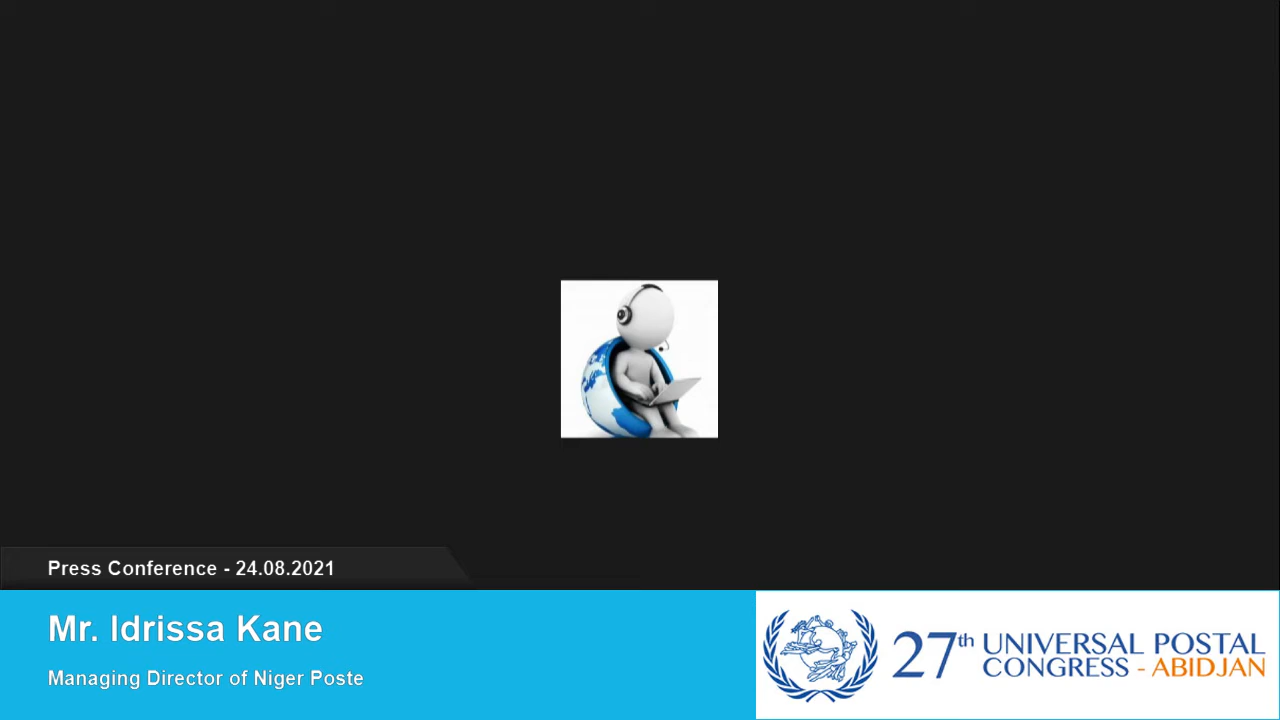 Press Conference - 24.08.2021
Mr. Idrissa Kane
Managing Director of Niger Poste
27th UNIVERSAL POSTAL
CONGRESS - ABIDJAN